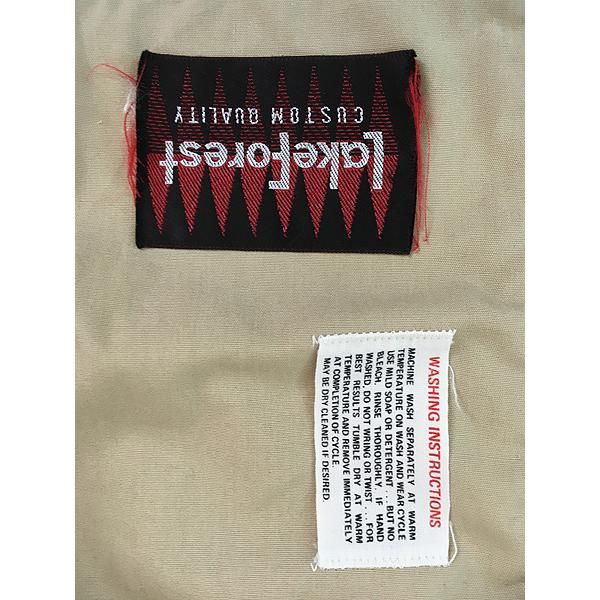 LakeForest
CUSTOM QUALITY
WASHING INSTRUCTIONS
MACHINE WASH SEPARATELY AT WARM
TEMPERATURE ON WASH AND WEAR CYCLE
USE MILD SOAP OR DETERGENT . . . BUT NO
BLEACH. RINSE THOROUGHLY. IF HAND
WASHED, DO NOT WRING OR TWIST . . . FOR
BEST RESULTS TUMBLE DRY AT WARM
TEMPERATURE AND REMOVE IMMEDIATELY
AT COMPLETION OF CYCLE.
MAY BE DRY CLEANED IF DESIRED.